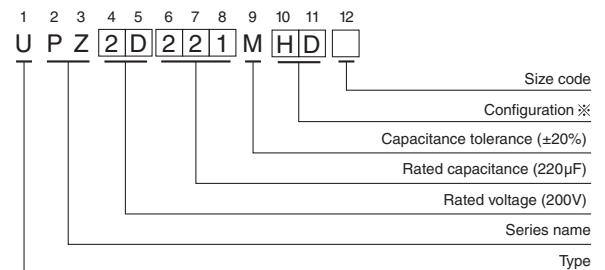 1 2 3 4 5 6 7 8 9 10 11 12
U P Z 2 D 2 2 1 M H D
Size code
Configuration ※
Capacitance tolerance (±20%)
Rated capacitance (220µF)
Rated voltage (200V)
Series name
Type